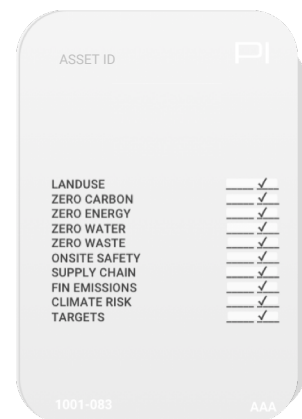 ASSET ID PI
LANDUSE ✓
ZERO CARBON ✓
ZERO ENERGY ✓
ZERO WATER ✓
ZERO WASTE ✓
ONSITE SAFETY ✓
SUPPLY CHAIN ✓
FIN EMISSIONS ✓
CLIMATE RISK ✓
TARGETS ✓
1001-083 AAA